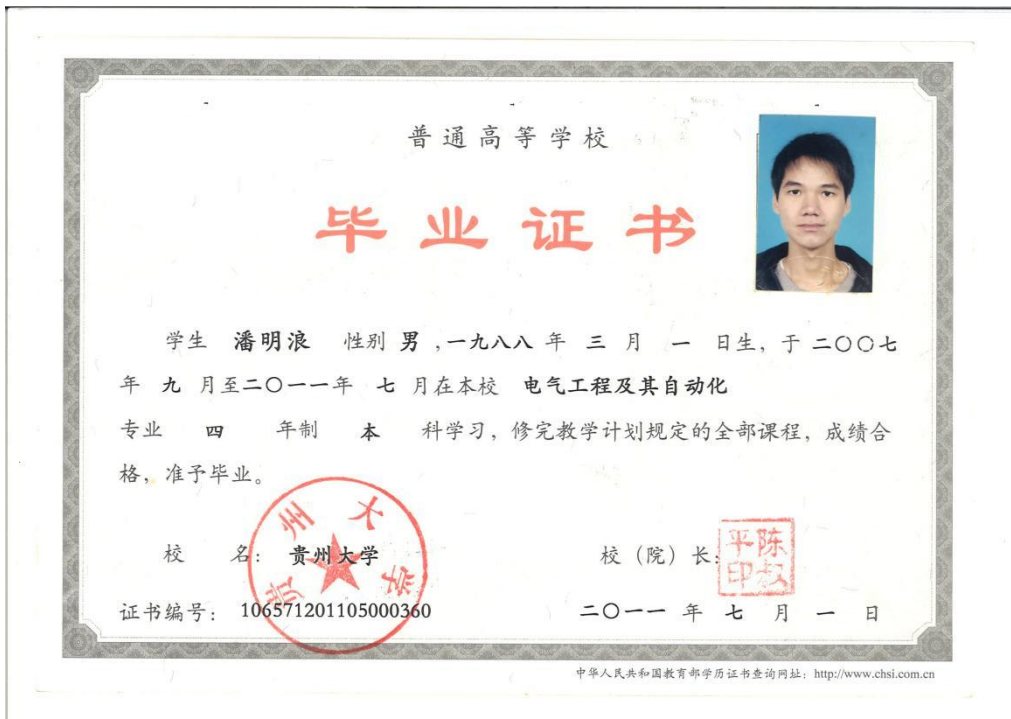 普通高等学校
毕业证书
学生 潘明浪 性别 男 ,一九八八 年 三 月 一 日生，于 二〇〇七
年 九 月至二〇一一年 七 月在本校 电气工程及其自动化
专业 四 年制 本 科学习，修完教学计划规定的全部课程，成绩合
格，准予毕业。
贵州大学
校 名： 贵州大学
校（院）长：
陈叔平印
证书编号： 106571201105000360
二〇一一 年 七 月 一 日
中华人民共和国教育部学历证书查询网址：http://www.chsi.com.cn